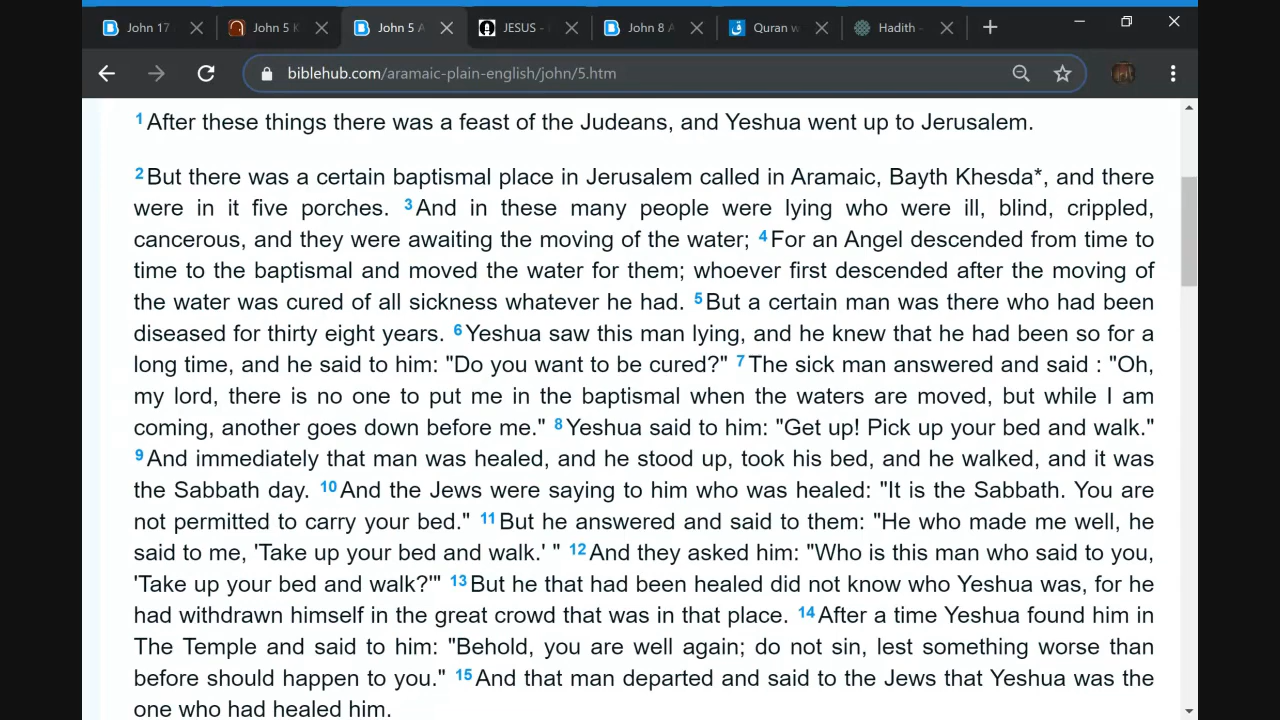 John 17
John 5 K
John 5 A
JESUS -
John 8 A
Quran w
Hadith -
biblehub.com/aramaic-plain-english/john/5.htm
1 After these things there was a feast of the Judeans, and Yeshua went up to Jerusalem.
2 But there was a certain baptismal place in Jerusalem called in Aramaic, Bayth Khesda*, and there
were in it five porches. 3 And in these many people were lying who were ill, blind, crippled,
cancerous, and they were awaiting the moving of the water; 4 For an Angel descended from time to
time to the baptismal and moved the water for them; whoever first descended after the moving of
the water was cured of all sickness whatever he had. 5 But a certain man was there who had been
diseased for thirty eight years. 6 Yeshua saw this man lying, and he knew that he had been so for a
long time, and he said to him: "Do you want to be cured?" 7 The sick man answered and said : "Oh,
my lord, there is no one to put me in the baptismal when the waters are moved, but while I am
coming, another goes down before me." 8 Yeshua said to him: "Get up! Pick up your bed and walk."
9 And immediately that man was healed, and he stood up, took his bed, and he walked, and it was
the Sabbath day. 10 And the Jews were saying to him who was healed: "It is the Sabbath. You are
not permitted to carry your bed." 11 But he answered and said to them: "He who made me well, he
said to me, 'Take up your bed and walk.' " 12 And they asked him: "Who is this man who said to you,
'Take up your bed and walk?'" 13 But he that had been healed did not know who Yeshua was, for he
had withdrawn himself in the great crowd that was in that place. 14 After a time Yeshua found him in
The Temple and said to him: "Behold, you are well again; do not sin, lest something worse than
before should happen to you." 15 And that man departed and said to the Jews that Yeshua was the
one who had healed him.